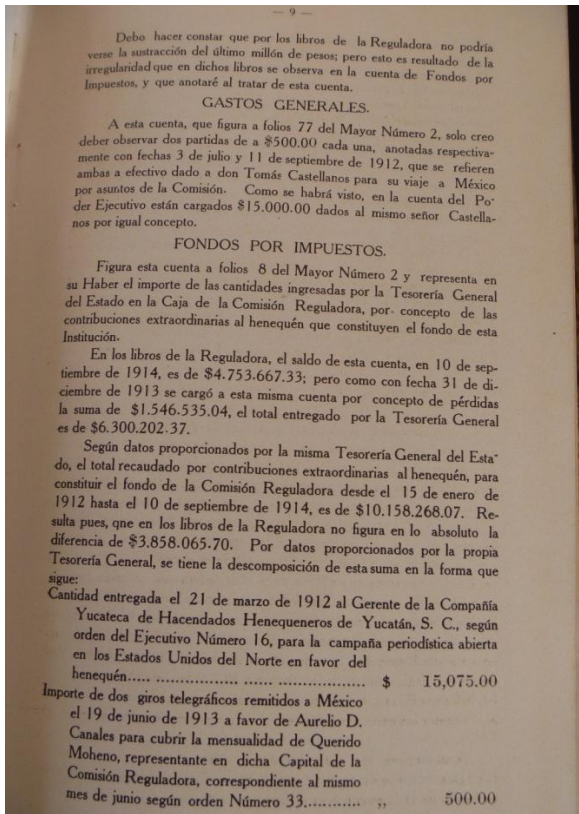 — 9 —
Debo hacer constar que por los libros de la Reguladora no podría
verse la sustracción del último millón de pesos; pero esto es resultado de la
irregularidad que en dichos libros se observa en la cuenta de Fondos por
Impuestos, y que anotaré al tratar de esta cuenta.
GASTOS GENERALES.
A esta cuenta, que figura a folios 77 del Mayor Número 2, solo creo
deber observar dos partidas de a $500.00 cada una, anotadas respectiva-
mente con fechas 3 de julio y 11 de septiembre de 1912, que se refieren
ambas a efectivo dado a don Tomás Castellanos para su viaje a México
por asuntos de la Comisión. Como se habrá visto, en la cuenta del Po-
der Ejecutivo están cargados $15.000.00 dados al mismo señor Castella-
nos por igual concepto.
FONDOS POR IMPUESTOS.
Figura esta cuenta a folios 8 del Mayor Número 2 y representa en
su Haber el importe de las cantidades ingresadas por la Tesorería General
del Estado en la Caja de la Comisión Reguladora, por concepto de las
contribuciones extraordinarias al henequén que constituyen el fondo de esta
Institución.
En los libros de la Reguladora, el saldo de esta cuenta, en 10 de sep-
tiembre de 1914, es de $4.753.667.33; pero como con fecha 31 de di-
ciembre de 1913 se cargó a esta misma cuenta por concepto de pérdidas
la suma de $1.546.535.04, el total entregado por la Tesorería General
es de $6.300.202.37.
Según datos proporcionados por la misma Tesorería General del Esta-
do, el total recaudado por contribuciones extraordinarias al henequén, para
constituir el fondo de la Comisión Reguladora desde el 15 de enero de
1912 hasta el 10 de septiembre de 1914, es de $10.158.268.07. Re-
sulta pues, qne en los libros de la Reguladora no figura en lo absoluto la
diferencia de $3.858.065.70. Por datos proporcionados por la propia
Tesorería General, se tiene la descomposición de esta suma en la forma que
sigue:
Cantidad entregada el 21 de marzo de 1912 al Gerente de la Compañía
Yucateca de Hacendados Henequeneros de Yucatán, S. C., según
orden del Ejecutivo Número 16, para la campaña periodística abierta
en los Estados Unidos del Norte en favor del
henequén..... .................... ...... .................. $ 15,075.00
Importe de dos giros telegráficos remitidos a México
el 19 de junio de 1913 a favor de Aurelio D.
Canales para cubrir la mensualidad de Querido
Moheno, representante en dicha Capital de la
Comisión Reguladora, correspondiente al mismo
mes de junio según orden Número 33........... ,, 500.00